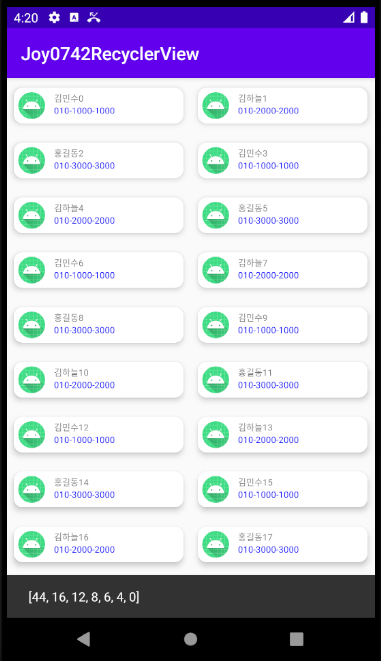 4:20
Joy0742RecyclerView
김민수0
010-1000-1000
김하늘1
010-2000-2000
홍길동2
010-3000-3000
김민수3
010-1000-1000
김하늘4
010-2000-2000
홍길동5
010-3000-3000
김민수6
010-1000-1000
김하늘7
010-2000-2000
홍길동8
010-3000-3000
김민수9
010-1000-1000
김하늘10
010-2000-2000
홍길동11
010-3000-3000
김민수12
010-1000-1000
김하늘13
010-2000-2000
홍길동14
010-3000-3000
김민수15
010-1000-1000
김하늘16
010-2000-2000
홍길동17
010-3000-3000
[44, 16, 12, 8, 6, 4, 0]